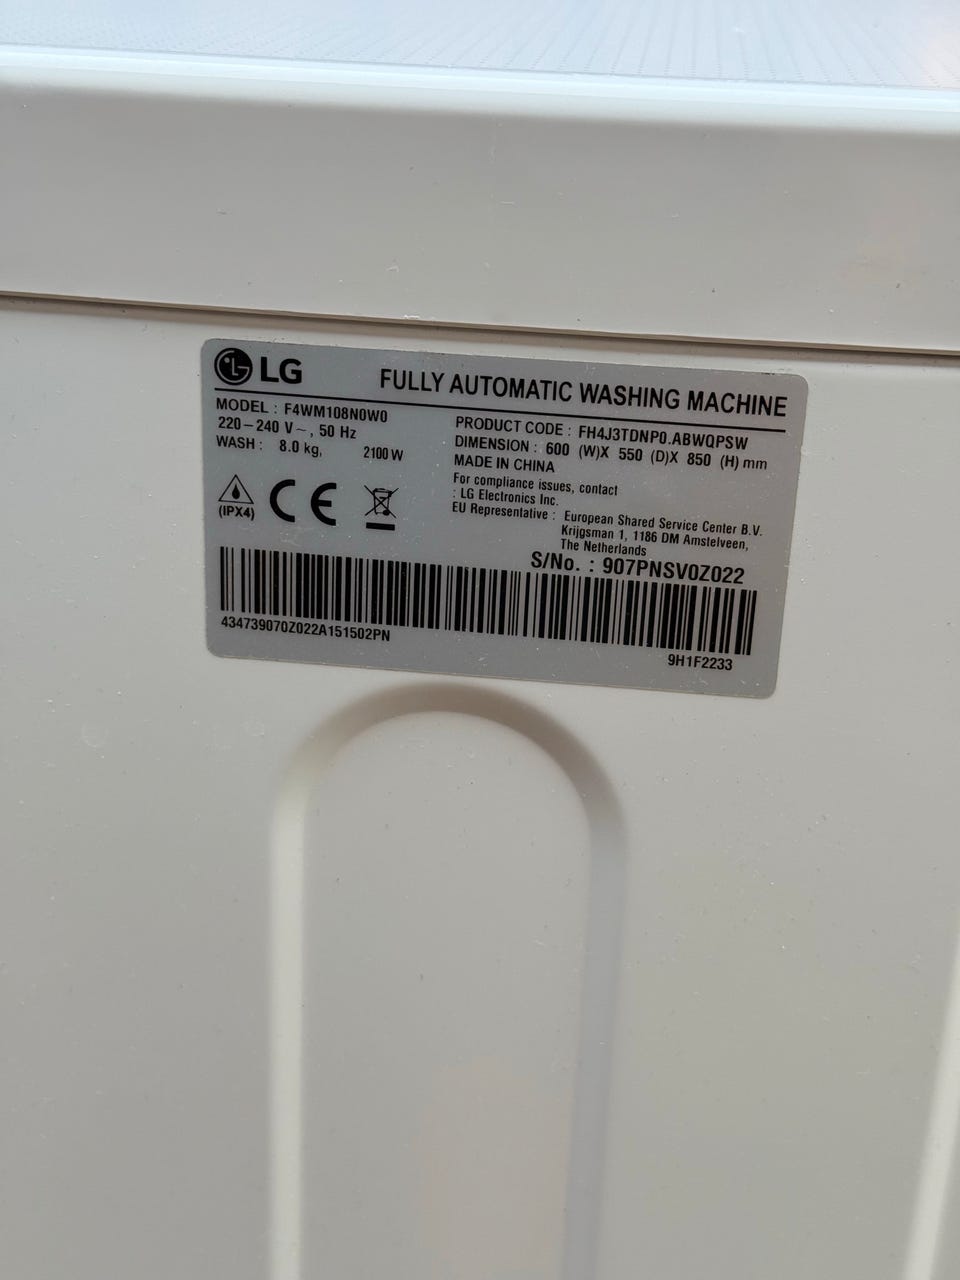 LG FULLY AUTOMATIC WASHING MACHINE
MODEL : F4WM108N0W0
220-240 V~, 50 Hz
WASH : 8.0 kg, 2100 W
(IPX4)
CE
PRODUCT CODE : FH4J3TDNP0.ABWQPSW
DIMENSION : 600 (W)X 550 (D)X 850 (H) mm
MADE IN CHINA
For compliance issues, contact
: LG Electronics Inc.
EU Representative : European Shared Service Center B.V.
Krijgsman 1, 1186 DM Amstelveen,
The Netherlands
S/No. : 907PNSV0Z022
434739070Z022A151502PN
9H1F2233